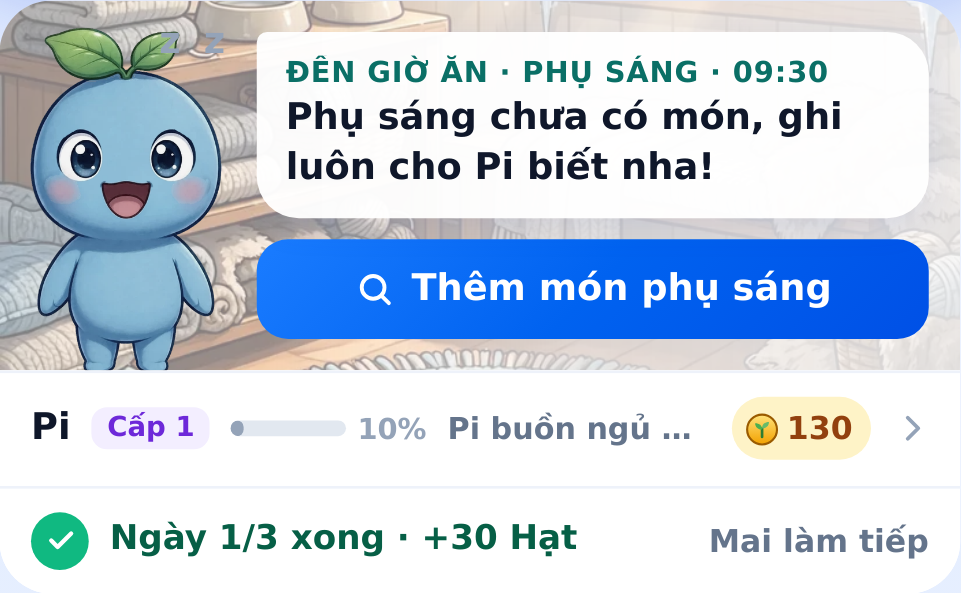 z z
ĐẾN GIỜ ĂN · PHỤ SÁNG · 09:30
Phụ sáng chưa có món, ghi
luôn cho Pi biết nha!
Thêm món phụ sáng
Pi Cấp 1 10% Pi buồn ngủ ... 130
Ngày 1/3 xong · +30 Hạt Mai làm tiếp